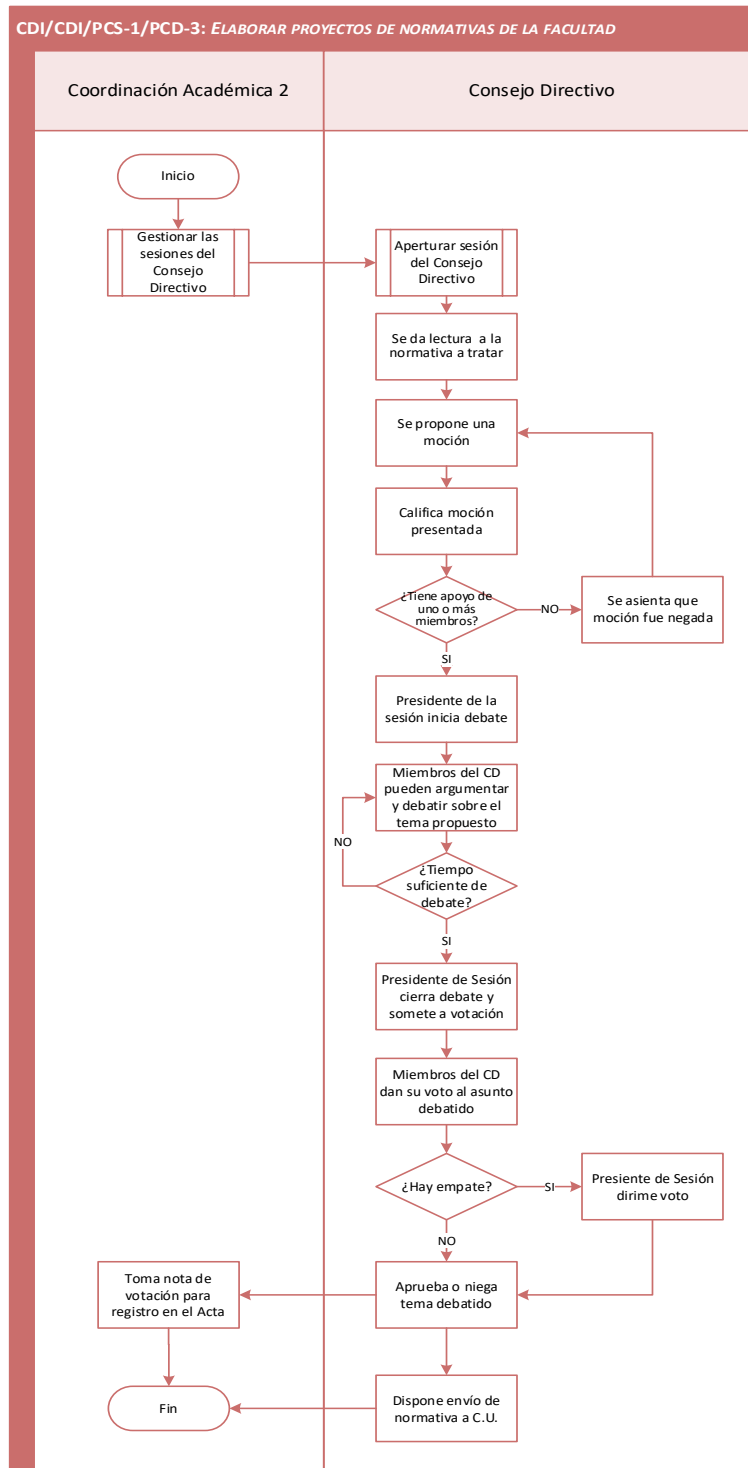 CDI/CDI/PCS-1/PCD-3: ELABORAR PROYECTOS DE NORMATIVAS DE LA FACULTAD
Coordinación Académica 2
Consejo Directivo
Inicio
Gestionar las
sesiones del
Consejo
Directivo
Aperturar sesión
del Consejo
Directivo
Se da lectura a la
normativa a tratar
Se propone una
moción
Califica moción
presentada
¿Tiene apoyo de
uno o más
miembros?
NO
Se asienta que
moción fue negada
SI
Presidente de la
sesión inicia debate
Miembros del CD
pueden argumentar
y debatir sobre el
tema propuesto
NO
¿Tiempo
suficiente de
debate?
SI
Presidente de Sesión
cierra debate y
somete a votación
Miembros del CD
dan su voto al asunto
debatido
¿Hay empate?
SI
Presiente de Sesión
dirime voto
NO
Aprueba o niega
tema debatido
Toma nota de
votación para
registro en el Acta
Dispone envío de
normativa a C.U.
Fin